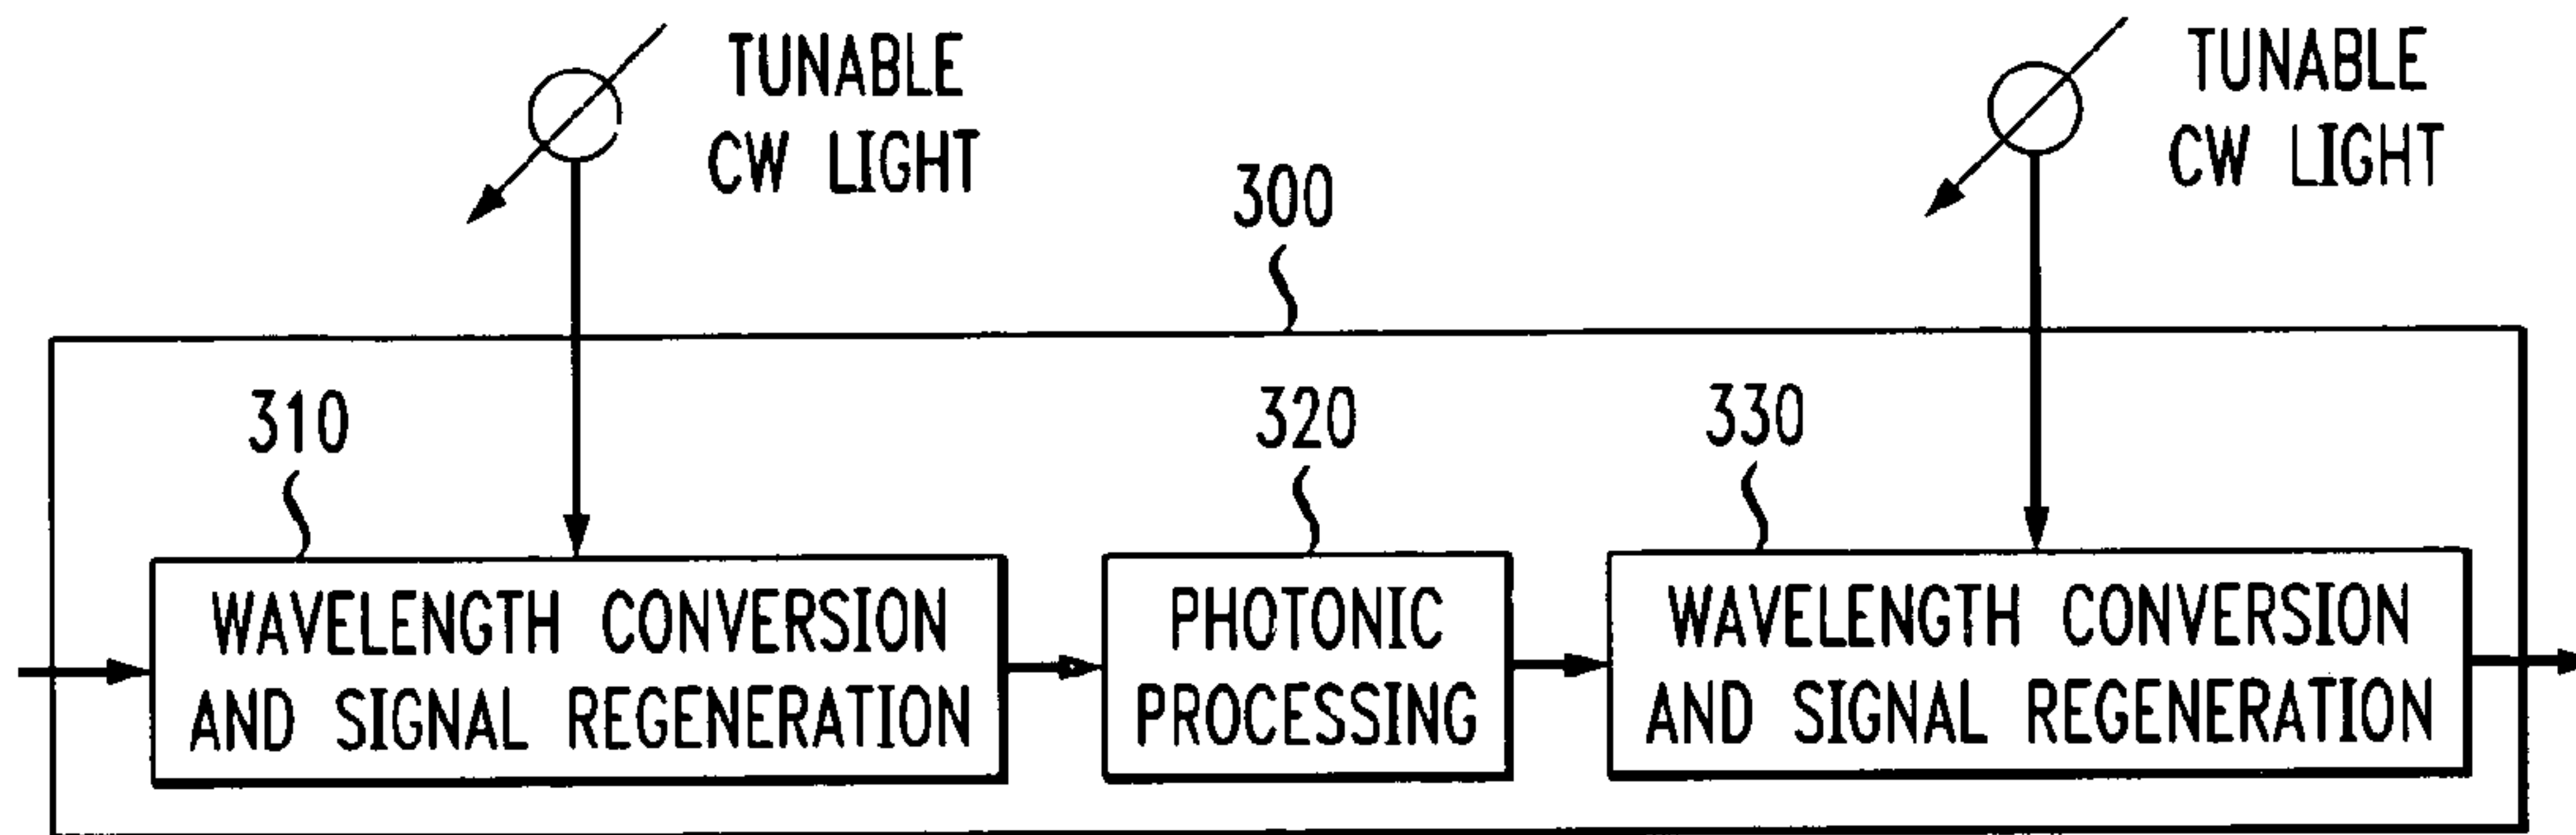 TUNABLE
CW LIGHT
TUNABLE
CW LIGHT
300
310
320
330
WAVELENGTH CONVERSION
AND SIGNAL REGENERATION
PHOTONIC
PROCESSING
WAVELENGTH CONVERSION
AND SIGNAL REGENERATION